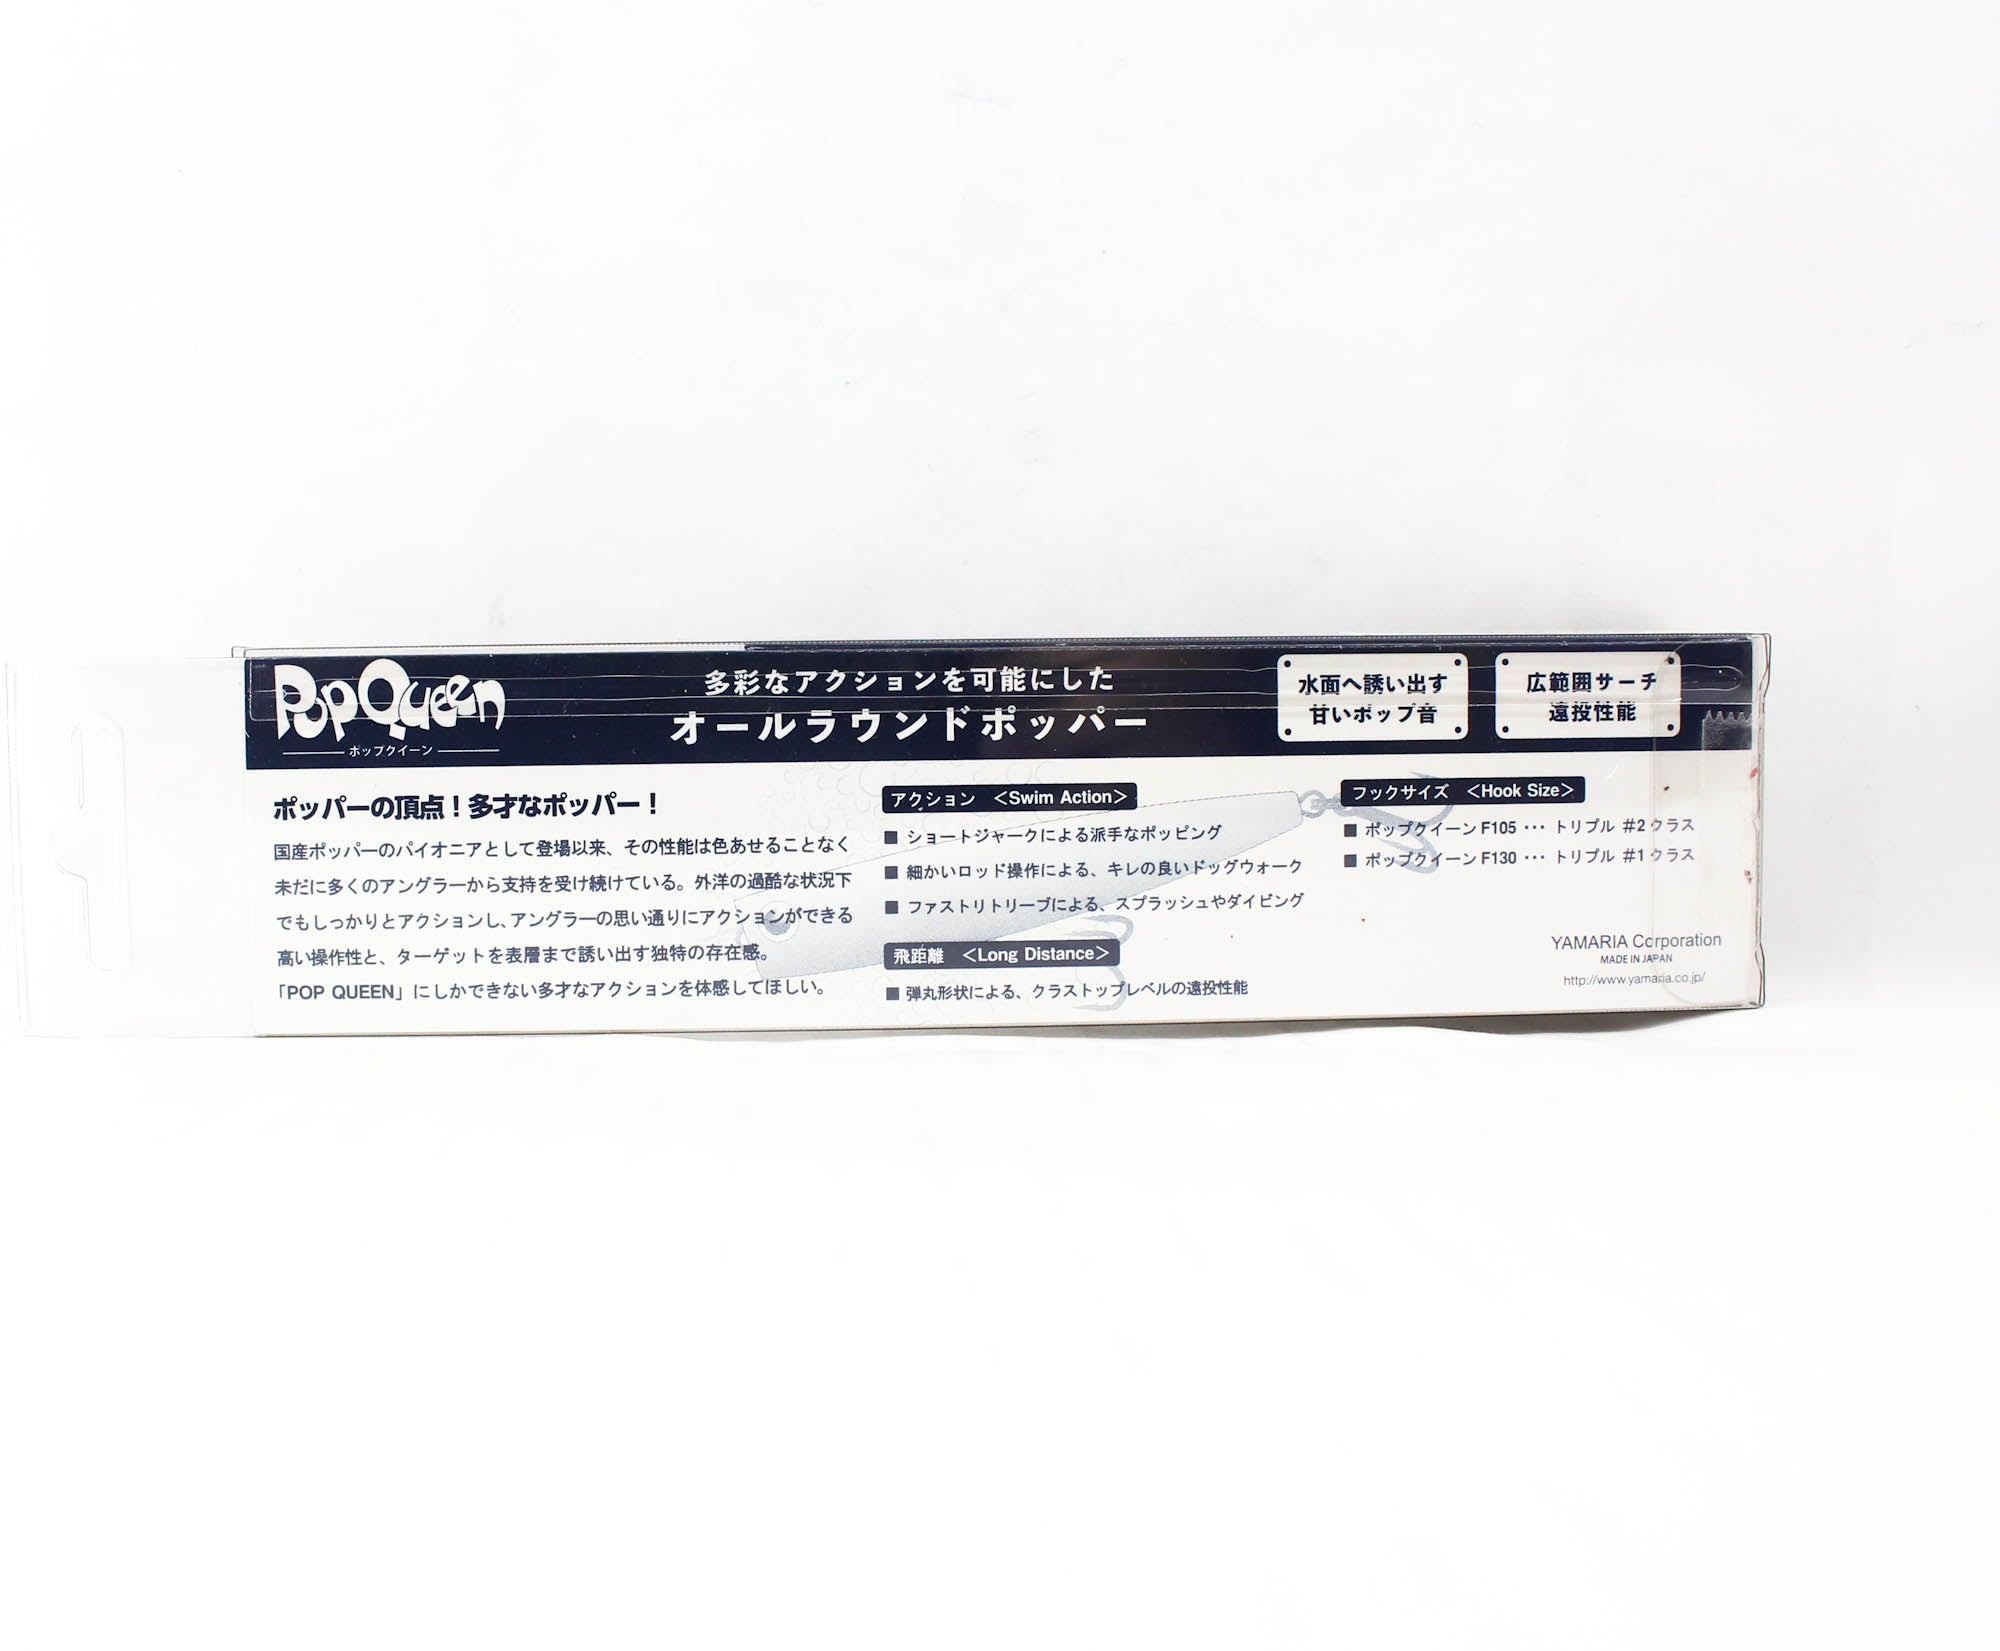 PopQueen
ポップクイーン
多彩なアクションを可能にした
オールラウンドポッパー
水面へ誘い出す
甘いポップ音
広範囲サーチ
遠投性能
ポッパーの頂点！多才なポッパー！
国産ポッパーのパイオニアとして登場以来、その性能は色あせることなく
未だに多くのアングラーから支持を受け続けている。外洋の過酷な状況下
でもしっかりとアクションし、アングラーの思い通りにアクションができる
高い操作性と、ターゲットを表層まで誘い出す独特の存在感。
「POP QUEEN」にしかできない多才なアクションを体感してほしい。
アクション ＜Swim Action＞
■ ショートジャークによる派手なポッピング
■ 細かいロッド操作による、キレの良いドッグウォーク
■ ファストリトリーブによる、スプラッシュやダイビング
飛距離 ＜Long Distance＞
■ 弾丸形状による、クラストップレベルの遠投性能
フックサイズ ＜Hook Size＞
■ ポップクイーン F105 ･･･ トリプル #2 クラス
■ ポップクイーン F130 ･･･ トリプル #1 クラス
YAMARIA Corporation
MADE IN JAPAN
http://www.yamaria.co.jp/